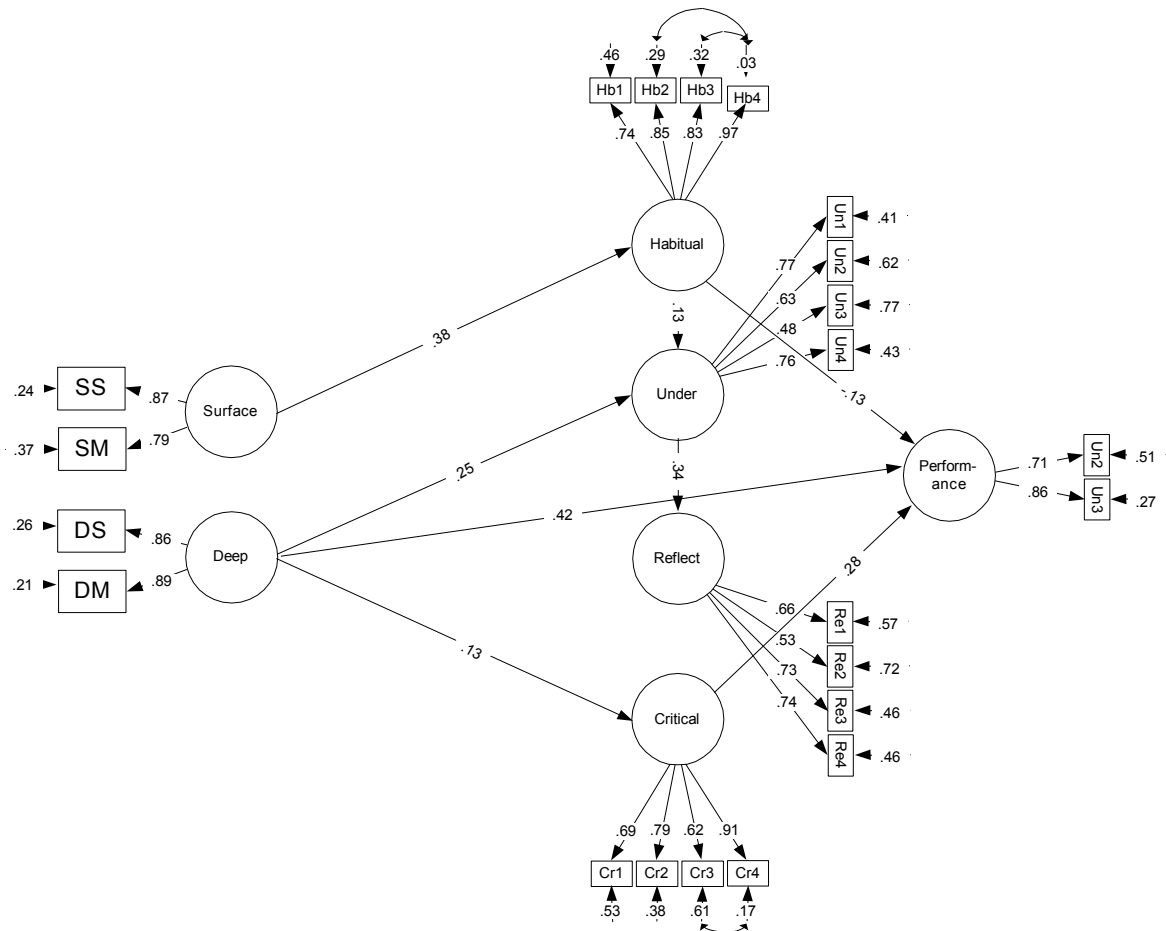 .46 .29 .32 .03
Hb1 Hb2 Hb3 Hb4
.74 .85 .83 .97
Habitual
Un1 .41
.77
Un2 .62
.63
Un3 .77
.48
Un4 .43
.76
.13
.38
.24 SS .87
Surface
.37 SM .79
Under
-.13
.25
.34
Perform-
ance
.71 Un2 .51
.86 Un3 .27
.42
.26 DS .86
Deep
.21 DM .89
Reflect
.28
.66 Re1 .57
.53 Re2 .72
.73 Re3 .46
.74 Re4 .46
.13
Critical
.69 .79 .62 .91
Cr1 Cr2 Cr3 Cr4
.53 .38 .61 .17